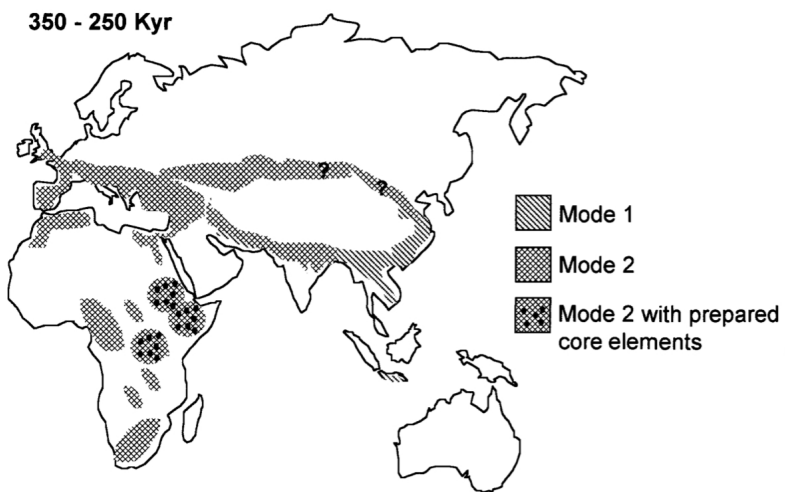 350 - 250 Kyr
?
?
Mode 1
Mode 2
Mode 2 with prepared
core elements